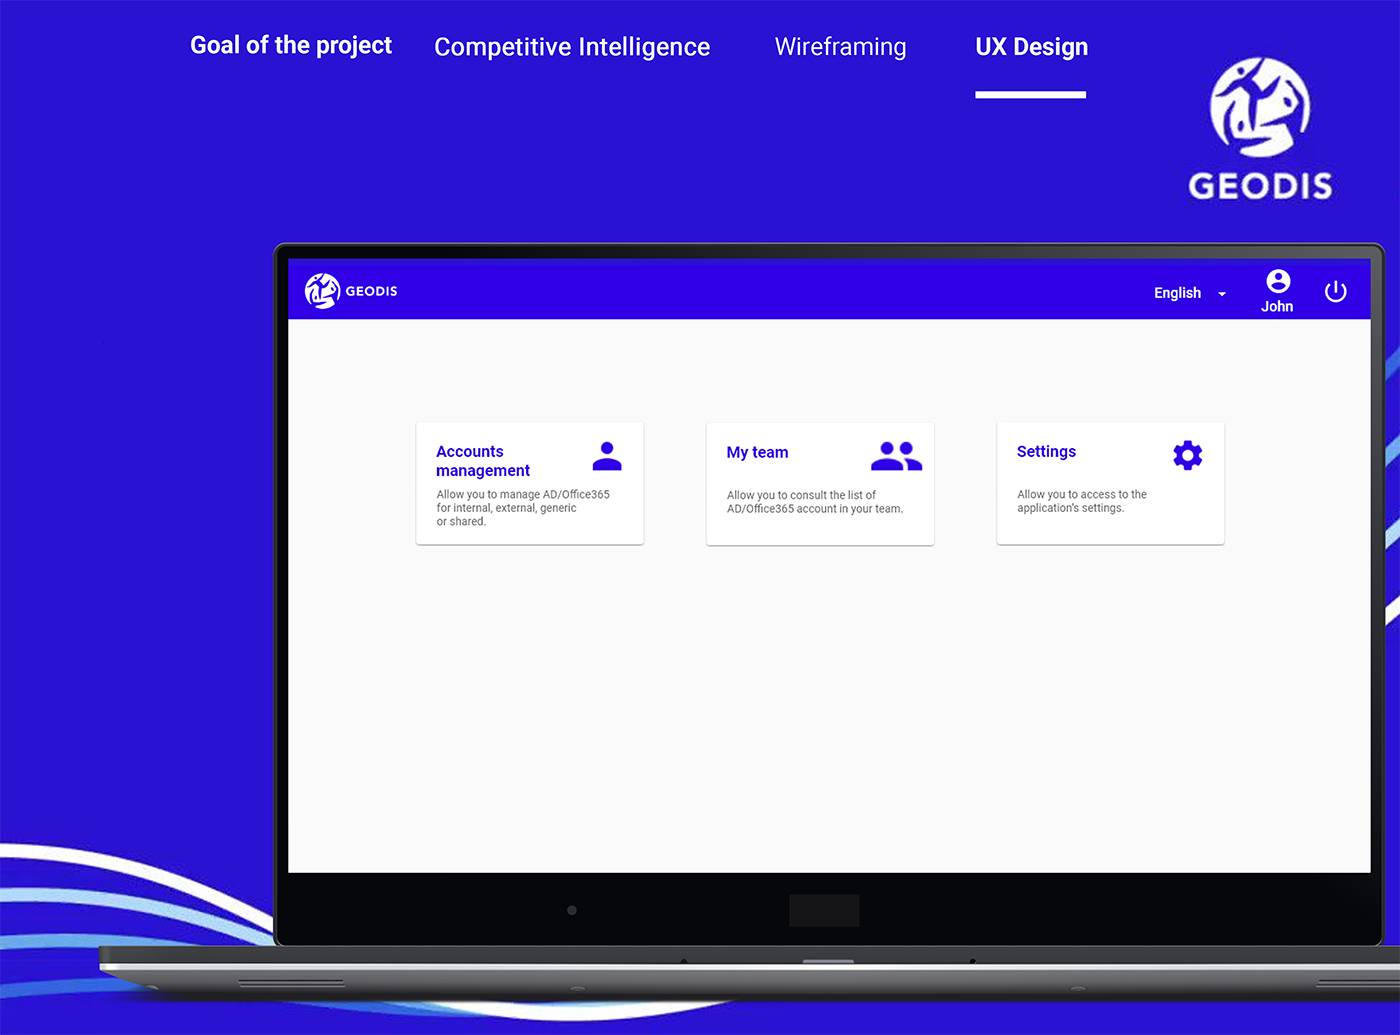 Goal of the project
Competitive Intelligence
Wireframing
UX Design
GEODIS
GEODIS
English
John
Accounts
management
Allow you to manage AD/Office365
for internal, external, generic
or shared.
My team
Allow you to consult the list of
AD/Office365 account in your team.
Settings
Allow you to access to the
application's settings.